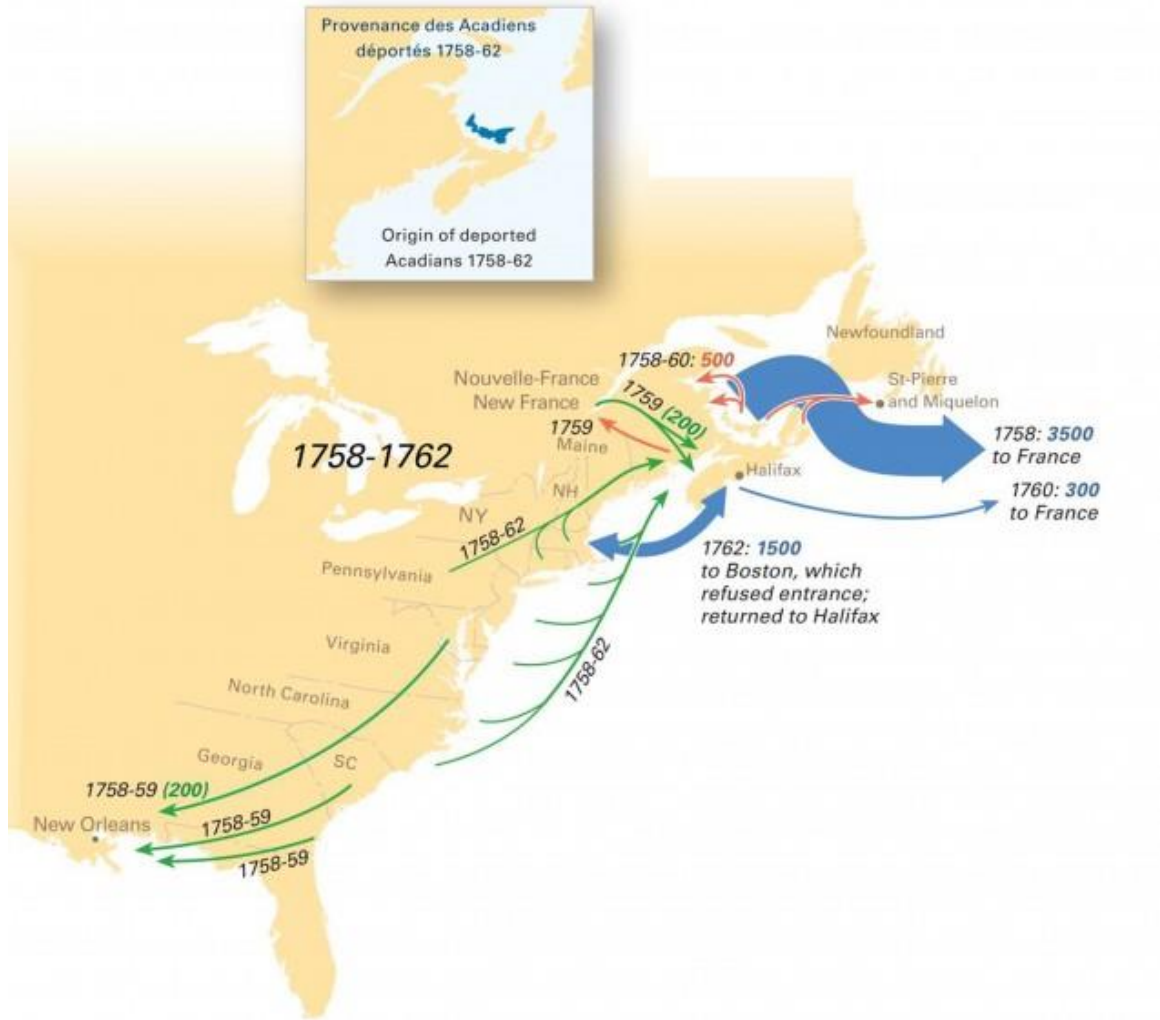 Provenance des Acadiens
déportés 1758-62
Origin of deported
Acadians 1758-62
Newfoundland
1758-60: 500
Nouvelle-France
New France
1759 (200)
St-Pierre
and Miquelon
1759
Maine
1758-1762
1758: 3500
to France
Halifax
NH
1760: 300
to France
NY
1758-62
1762: 1500
to Boston, which
refused entrance;
returned to Halifax
Pennsylvania
Virginia
1758-62
North Carolina
Georgia
SC
1758-59 (200)
New Orleans
1758-59
1758-59